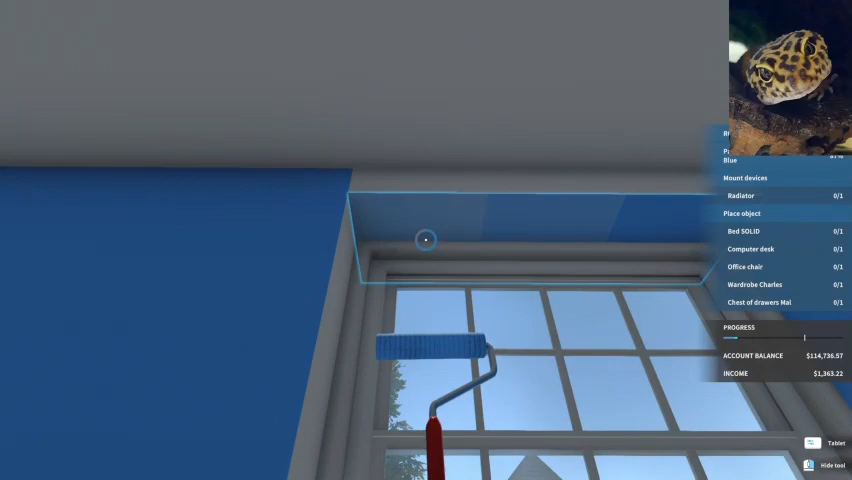 Blue
Mount devices
Radiator 0/1
Place object
Bed SOLID 0/1
Computer desk 0/1
Office chair 0/1
Wardrobe Charles 0/1
Chest of drawers Mal 0/1
PROGRESS
ACCOUNT BALANCE $114,736.57
INCOME $1,363.22
Tablet
Hide tool